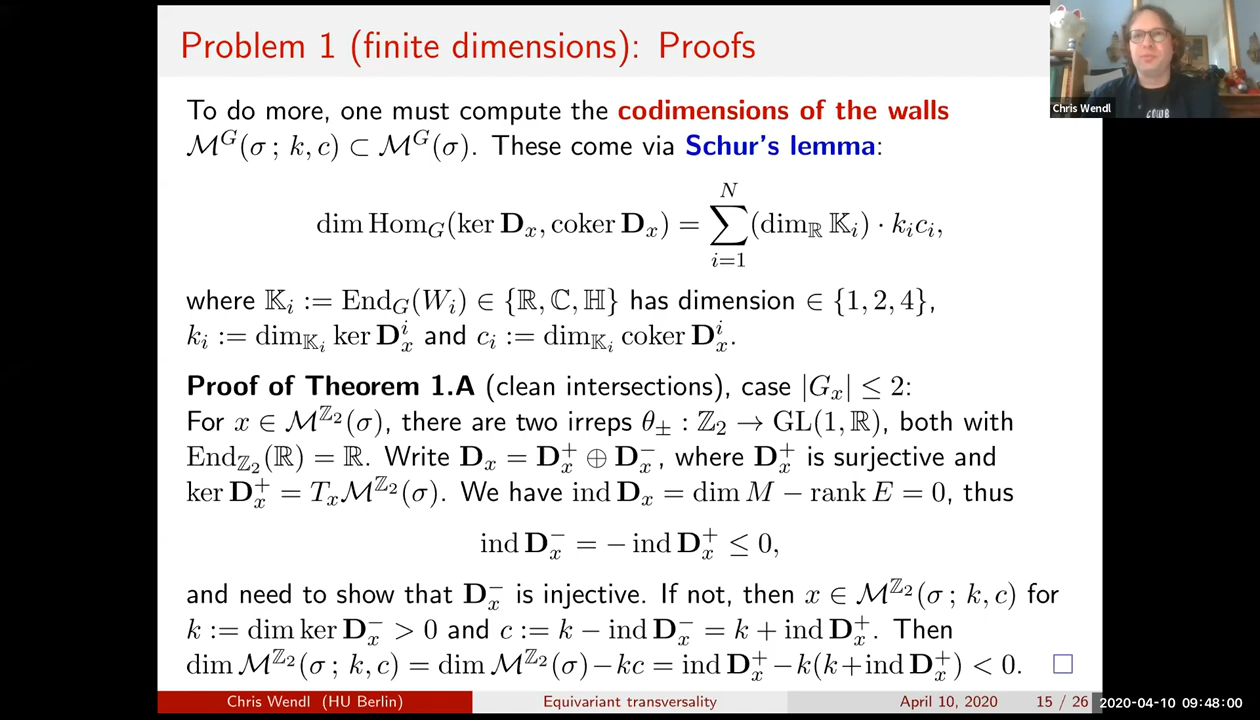 Problem 1 (finite dimensions): Proofs
Chris Wendl
To do more, one must compute the codimensions of the walls
ℳ^G(σ ; k, c) ⊂ ℳ^G(σ). These come via Schur's lemma:
dim Hom_G(ker D_x, coker D_x) = ∑_{i=1}^{N} (dim_ℝ 𝕂_i) · k_i c_i,
where 𝕂_i := End_G(W_i) ∈ {ℝ, ℂ, ℍ} has dimension ∈ {1, 2, 4},
k_i := dim_{𝕂_i} ker D_x^i and c_i := dim_{𝕂_i} coker D_x^i.
Proof of Theorem 1.A (clean intersections), case |G_x| ≤ 2:
For x ∈ ℳ^{ℤ_2}(σ), there are two irreps θ_± : ℤ_2 → GL(1, ℝ), both with
End_{ℤ_2}(ℝ) = ℝ. Write D_x = D_x^+ ⊕ D_x^-, where D_x^+ is surjective and
ker D_x^+ = T_xℳ^{ℤ_2}(σ). We have ind D_x = dim M − rank E = 0, thus
ind D_x^- = − ind D_x^+ ≤ 0,
and need to show that D_x^- is injective. If not, then x ∈ ℳ^{ℤ_2}(σ ; k, c) for
k := dim ker D_x^- > 0 and c := k − ind D_x^- = k + ind D_x^+. Then
dim ℳ^{ℤ_2}(σ ; k, c) = dim ℳ^{ℤ_2}(σ)−kc = ind D_x^+ −k(k+ind D_x^+) < 0. □
Chris Wendl (HU Berlin) Equivariant transversality April 10, 2020 15 / 26 2020-04-10 09:48:00